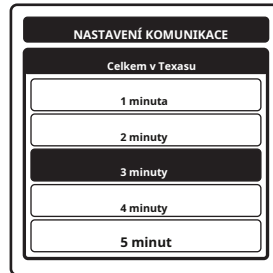 NASTAVENÍ KOMUNIKACE
Celkem v Texasu
1 minuta
2 minuty
3 minuty
4 minuty
5 minut